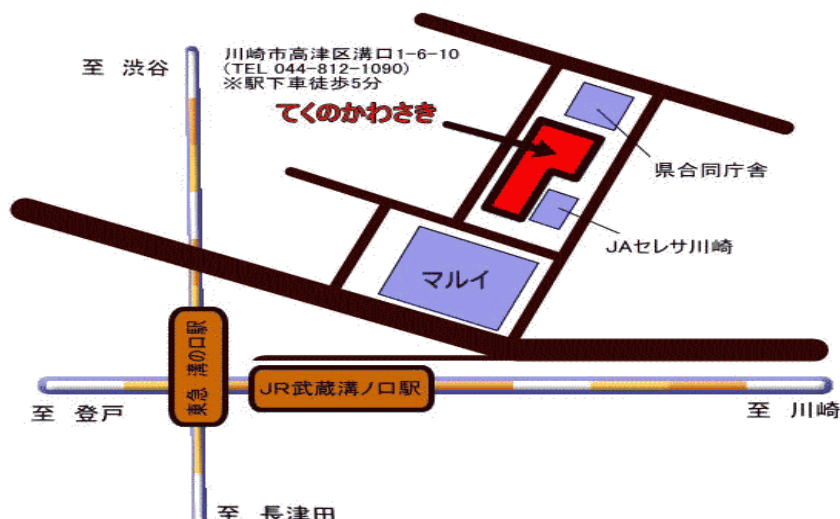 至 渋谷
川崎市高津区溝口1-6-10
(TEL 044-812-1090)
※駅下車徒歩5分
てくのかわさき
県合同庁舎
JAセレサ川崎
マルイ
東急 溝の口駅
JR武蔵溝ノ口駅
至 登戸
至 川崎
至 長津田